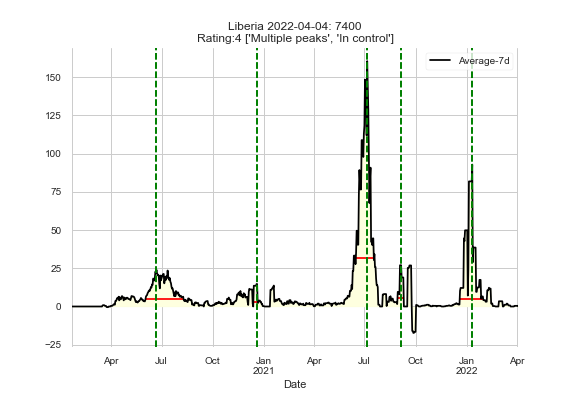 Liberia 2022-04-04: 7400
Rating:4 ['Multiple peaks', 'In control']
Average-7d
150
125
100
75
50
25
0
−25
Apr Jul Oct Jan Apr Jul Oct Jan Apr
2021 2022
Date